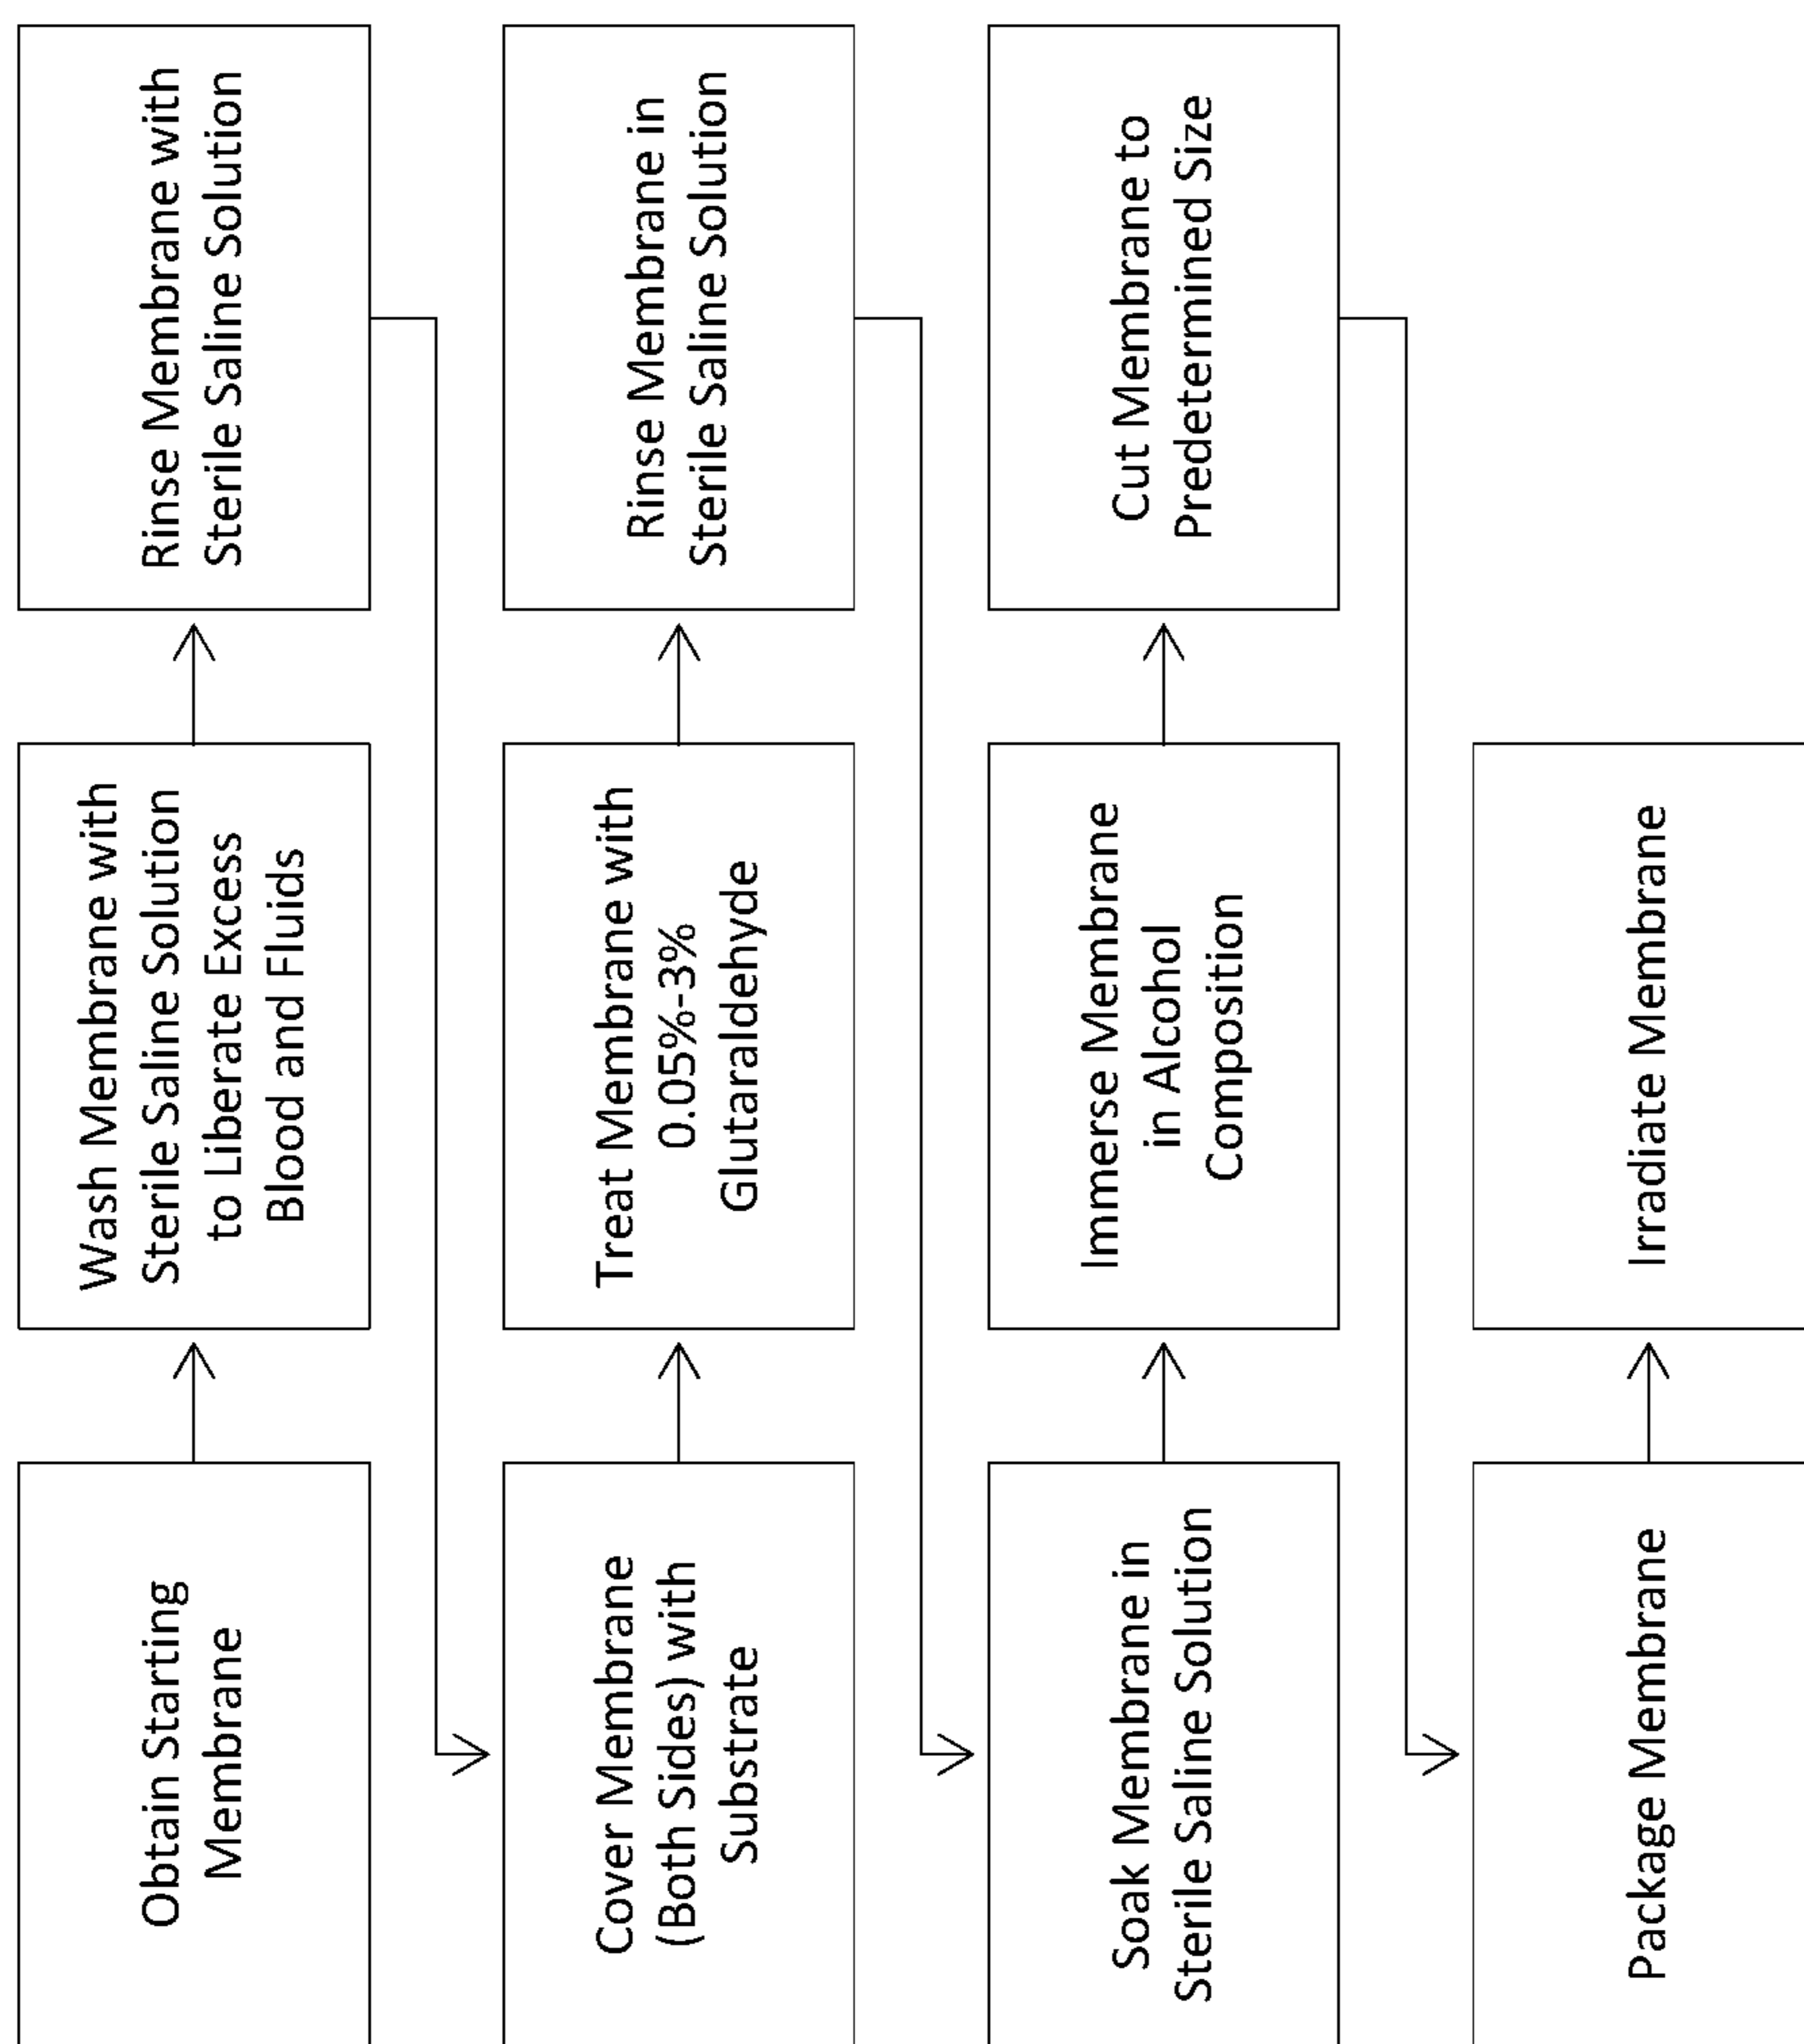 Obtain Starting
Membrane
Wash Membrane with
Sterile Saline Solution
to Liberate Excess
Blood and Fluids
Rinse Membrane with
Sterile Saline Solution
Cover Membrane
(Both Sides) with
Substrate
Treat Membrane with
0.05%-3%
Glutaraldehyde
Rinse Membrane in
Sterile Saline Solution
Soak Membrane in
Sterile Saline Solution
Immerse Membrane
in Alcohol
Composition
Cut Membrane to
Predetermined Size
Package Membrane
Irradiate Membrane